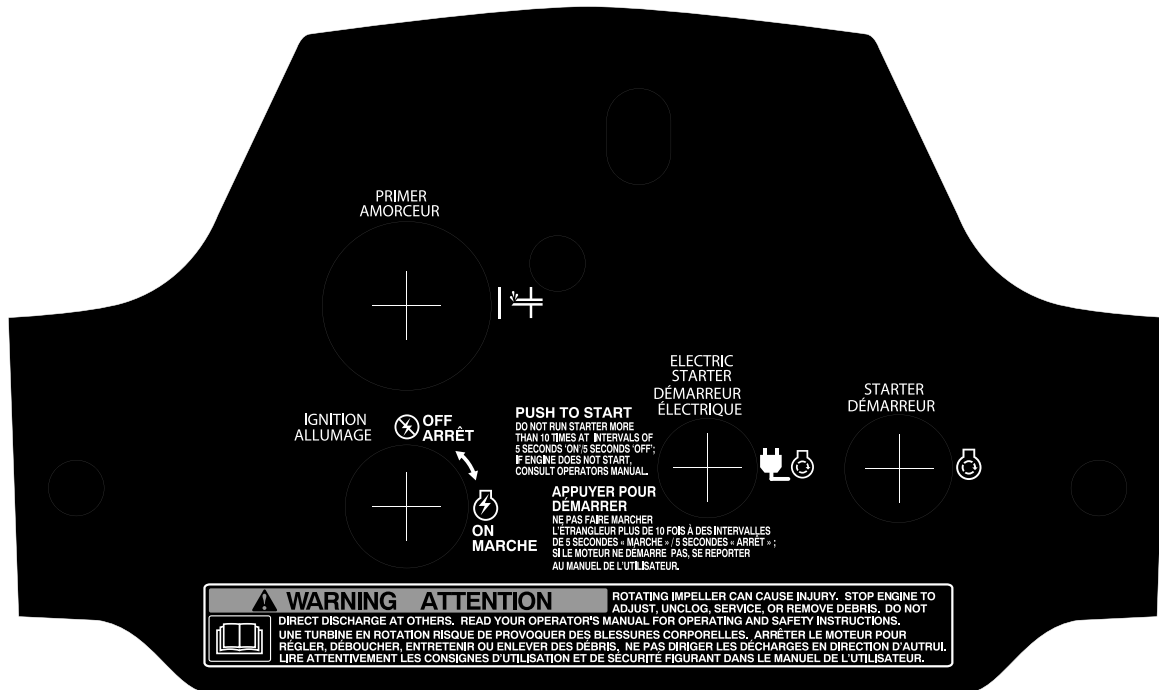 PRIMER
AMORCEUR
ELECTRIC
STARTER
DÉMARREUR
ÉLECTRIQUE
STARTER
DÉMARREUR
IGNITION
ALLUMAGE
OFF
ARRÊT
ON
MARCHE
PUSH TO START
DO NOT RUN STARTER MORE
THAN 10 TIMES AT INTERVALS OF
5 SECONDS 'ON'/5 SECONDS 'OFF';
IF ENGINE DOES NOT START,
CONSULT OPERATORS MANUAL.
APPUYER POUR
DÉMARRER
NE PAS FAIRE MARCHER
L'ÉTRANGLEUR PLUS DE 10 FOIS À DES INTERVALLES
DE 5 SECONDES « MARCHE » / 5 SECONDES « ARRÊT » ;
SI LE MOTEUR NE DÉMARRE PAS, SE REPORTER
AU MANUEL DE L'UTILISATEUR.
WARNING ATTENTION
ROTATING IMPELLER CAN CAUSE INJURY. STOP ENGINE TO
ADJUST, UNCLOG, SERVICE, OR REMOVE DEBRIS. DO NOT
DIRECT DISCHARGE AT OTHERS. READ YOUR OPERATOR'S MANUAL FOR OPERATING AND SAFETY INSTRUCTIONS.
UNE TURBINE EN ROTATION RISQUE DE PROVOQUER DES BLESSURES CORPORELLES. ARRÊTER LE MOTEUR POUR
RÉGLER, DÉBOUCHER, ENTRETENIR OU ENLEVER DES DÉBRIS. NE PAS DIRIGER LES DÉCHARGES EN DIRECTION D'AUTRUI.
LIRE ATTENTIVEMENT LES CONSIGNES D'UTILISATION ET DE SÉCURITÉ FIGURANT DANS LE MANUEL DE L'UTILISATEUR.